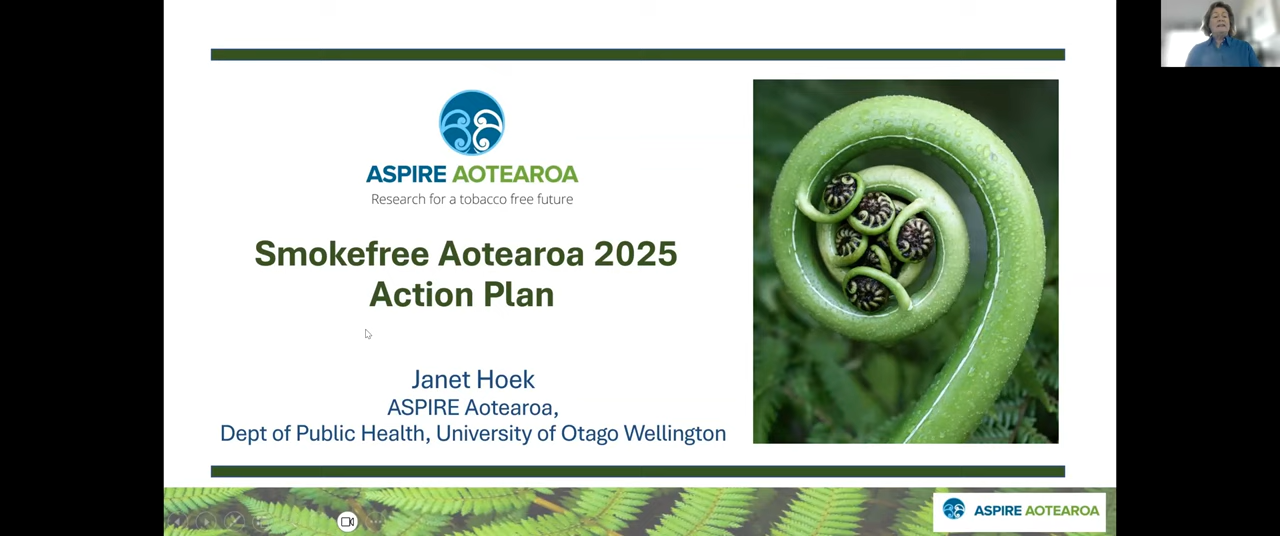 ASPIRE AOTEAROA
Research for a tobacco free future
Smokefree Aotearoa 2025
Action Plan
Janet Hoek
ASPIRE Aotearoa,
Dept of Public Health, University of Otago Wellington
ASPIRE AOTEAROA